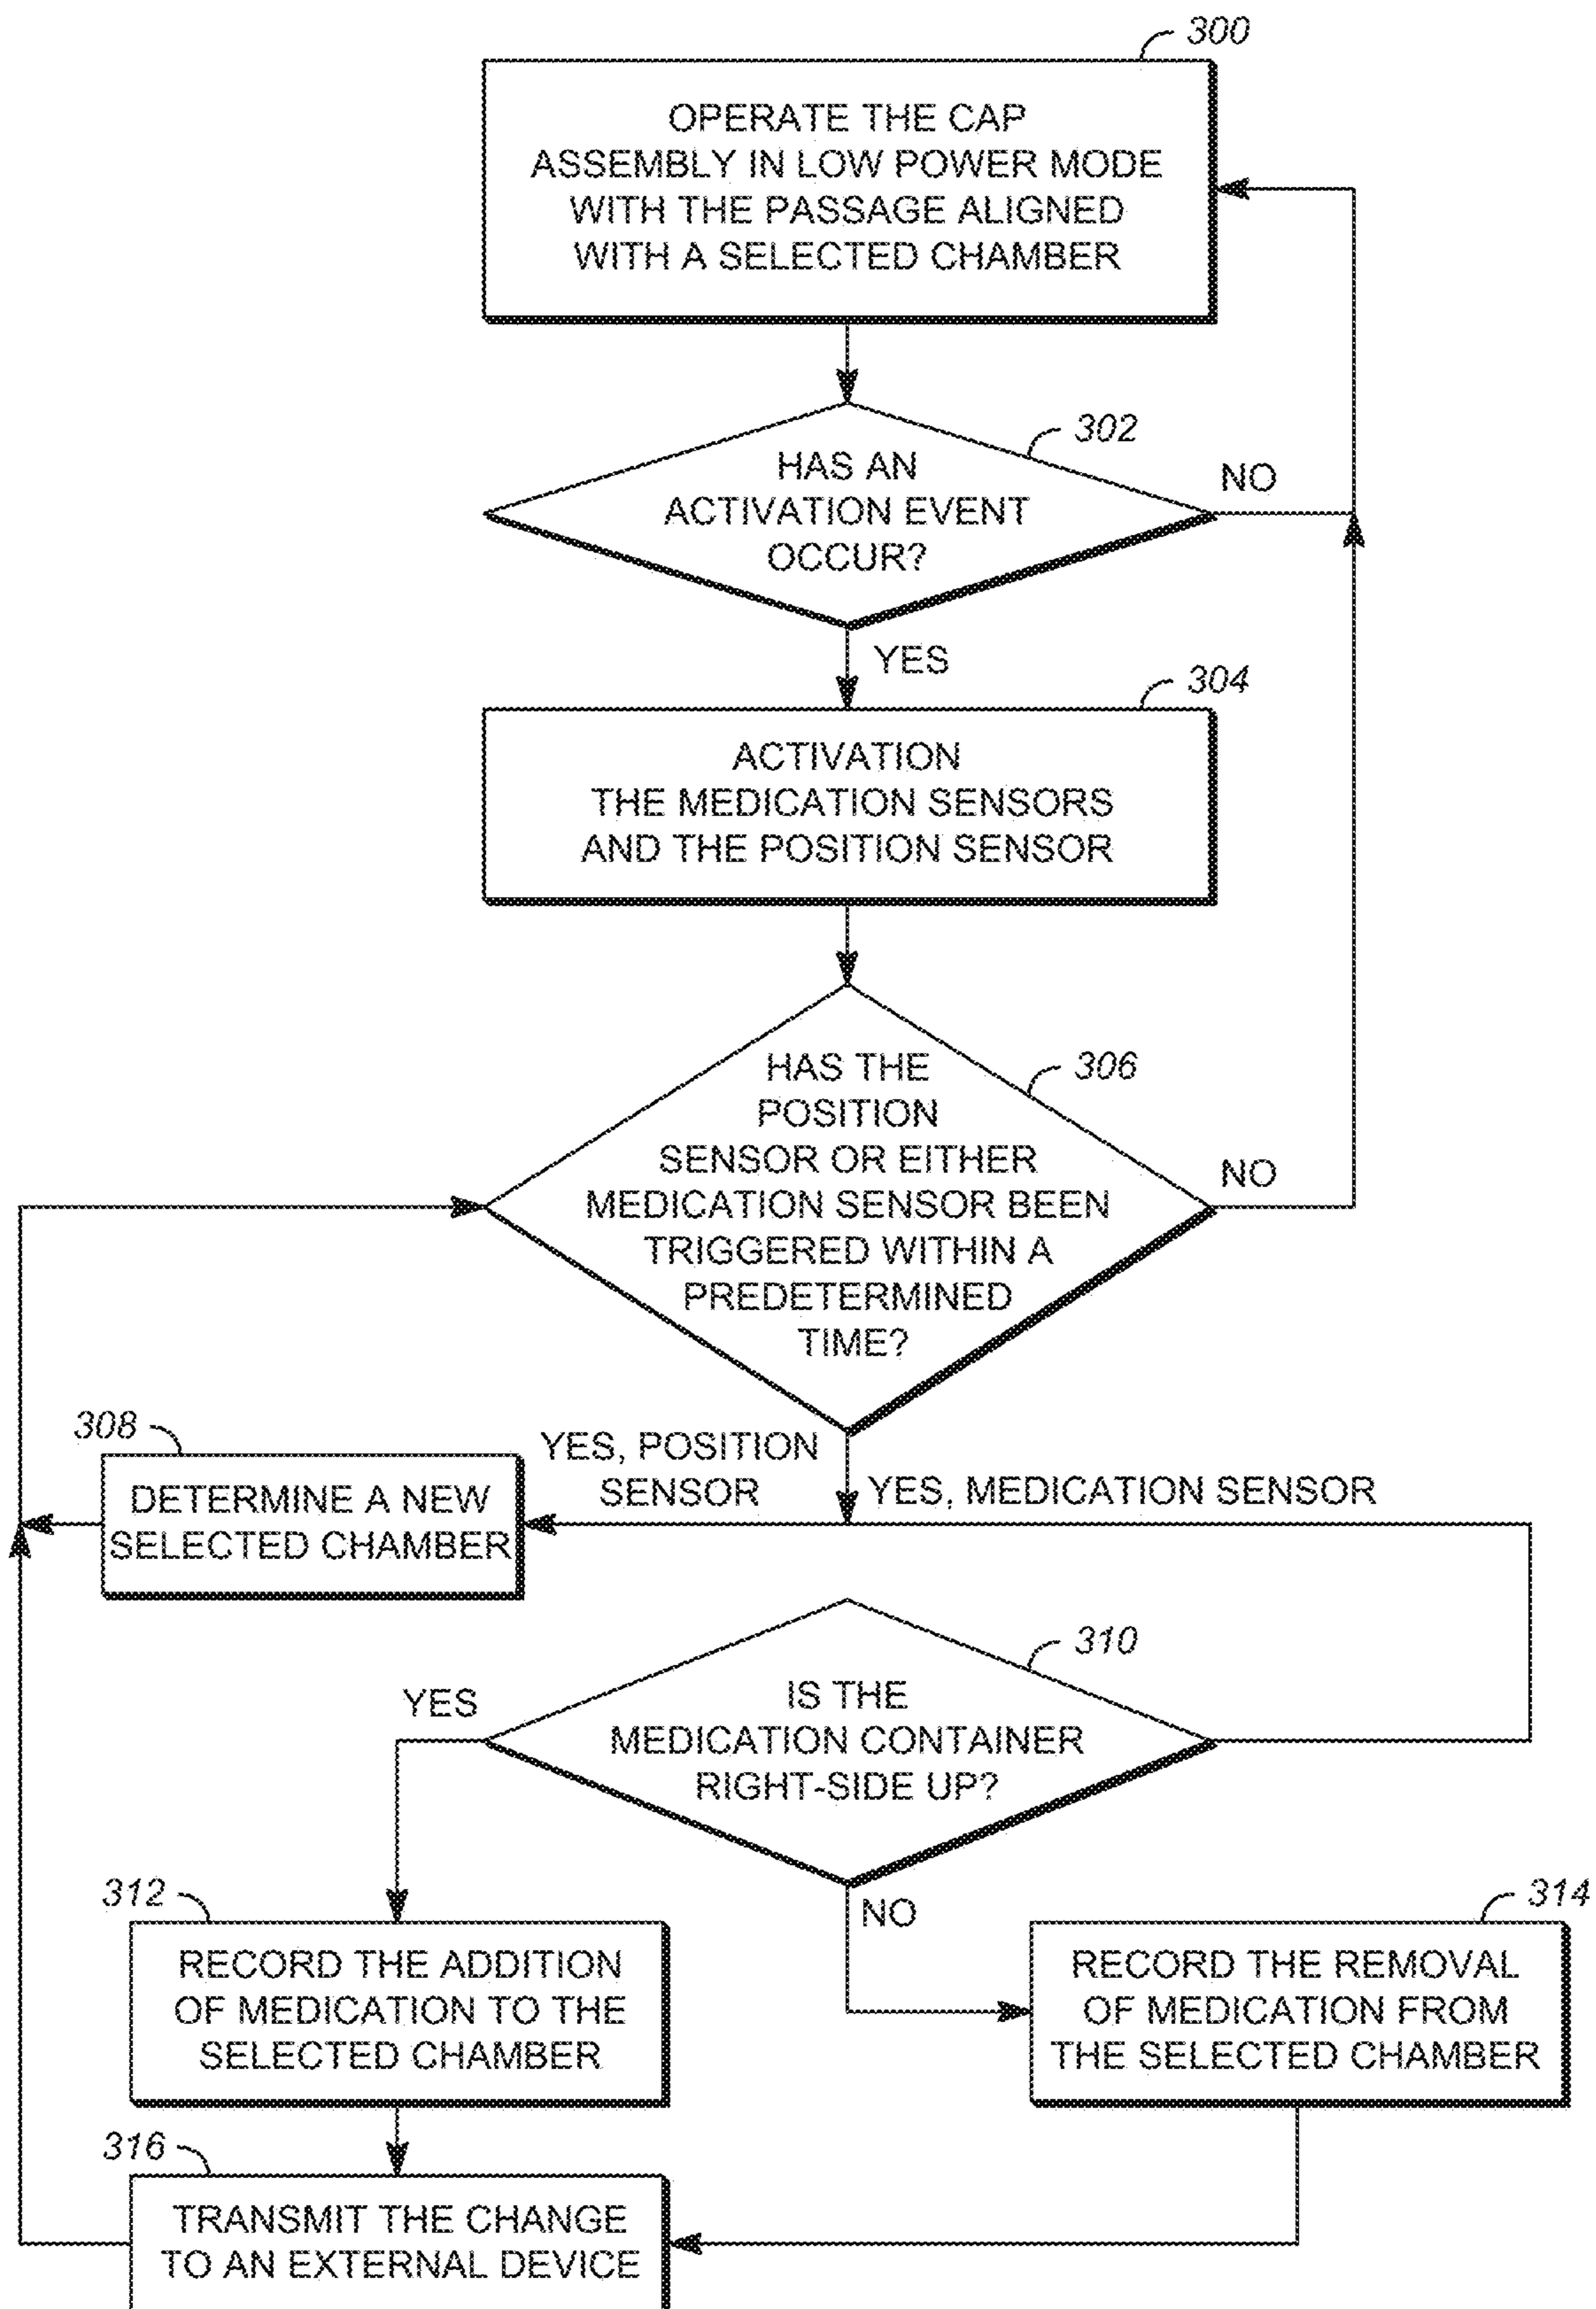 300
OPERATE THE CAP
ASSEMBLY IN LOW POWER MODE
WITH THE PASSAGE ALIGNED
WITH A SELECTED CHAMBER
302
HAS AN
ACTIVATION EVENT
OCCUR?
NO
YES
304
ACTIVATION
THE MEDICATION SENSORS
AND THE POSITION SENSOR
306
HAS THE
POSITION
SENSOR OR EITHER
MEDICATION SENSOR BEEN
TRIGGERED WITHIN A
PREDETERMINED
TIME?
NO
308
DETERMINE A NEW
SELECTED CHAMBER
YES, POSITION
SENSOR
YES, MEDICATION SENSOR
310
IS THE
MEDICATION CONTAINER
RIGHT-SIDE UP?
YES
NO
312
RECORD THE ADDITION
OF MEDICATION TO THE
SELECTED CHAMBER
314
RECORD THE REMOVAL
OF MEDICATION FROM
THE SELECTED CHAMBER
316
TRANSMIT THE CHANGE
TO AN EXTERNAL DEVICE